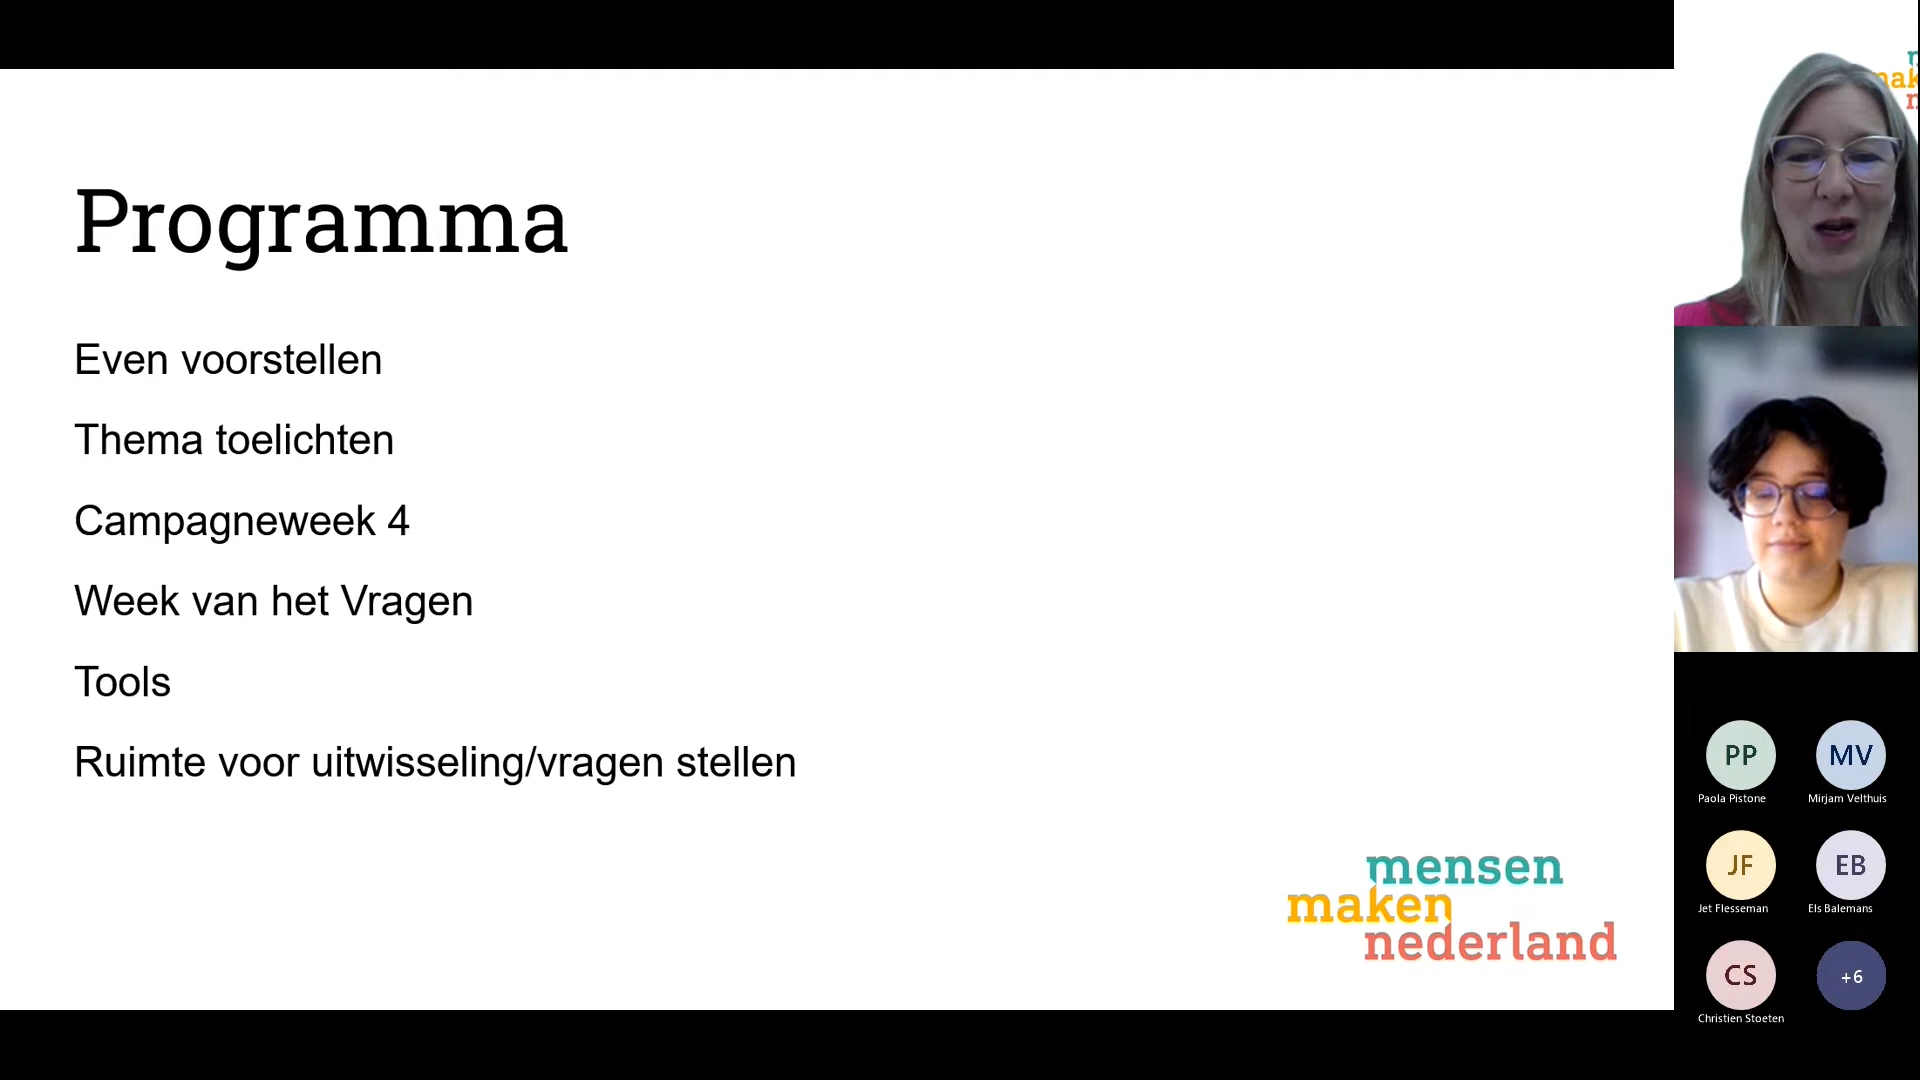 Programma
Even voorstellen
Thema toelichten
Campagneweek 4
Week van het Vragen
Tools
Ruimte voor uitwisseling/vragen stellen
mensen
maken
nederland
PP
MV
Paola Pistone
Mirjam Velthuis
JF
EB
Jet Flesseman
Els Balemans
CS
+6
Christien Stoeten